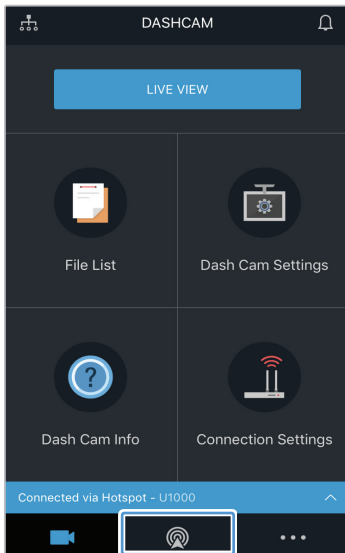 DASHCAM
LIVE VIEW
File List
Dash Cam Settings
Dash Cam Info
Connection Settings
Connected via Hotspot - U1000